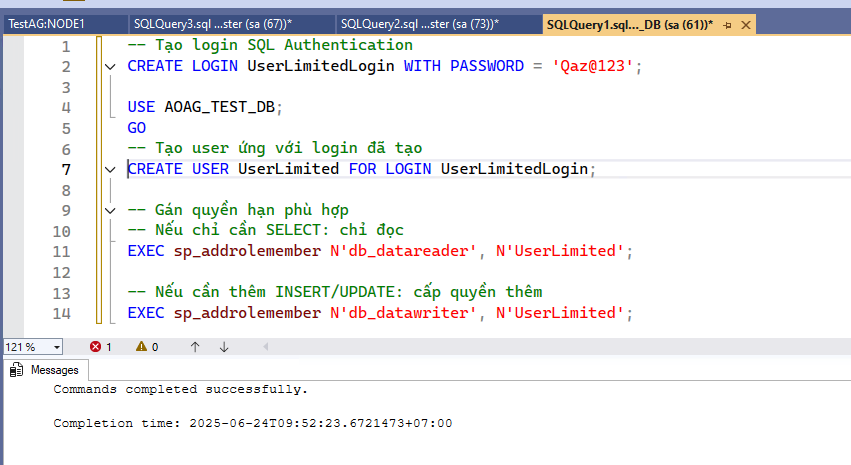 TestAG:NODE1 SQLQuery3.sql ...ster (sa (67))* SQLQuery2.sql ...ster (sa (73))* SQLQuery1.sql..._DB (sa (61))*
1 -- Tạo login SQL Authentication
2 CREATE LOGIN UserLimitedLogin WITH PASSWORD = 'Qaz@123';
3
4 USE AOAG_TEST_DB;
5 GO
6 -- Tạo user ứng với login đã tạo
7 CREATE USER UserLimited FOR LOGIN UserLimitedLogin;
8
9 -- Gán quyền hạn phù hợp
10 -- Nếu chỉ cần SELECT: chỉ đọc
11 EXEC sp_addrolemember N'db_datareader', N'UserLimited';
12
13 -- Nếu cần thêm INSERT/UPDATE: cấp quyền thêm
14 EXEC sp_addrolemember N'db_datawriter', N'UserLimited';
121 % 1 0
Messages
Commands completed successfully.
Completion time: 2025-06-24T09:52:23.6721473+07:00